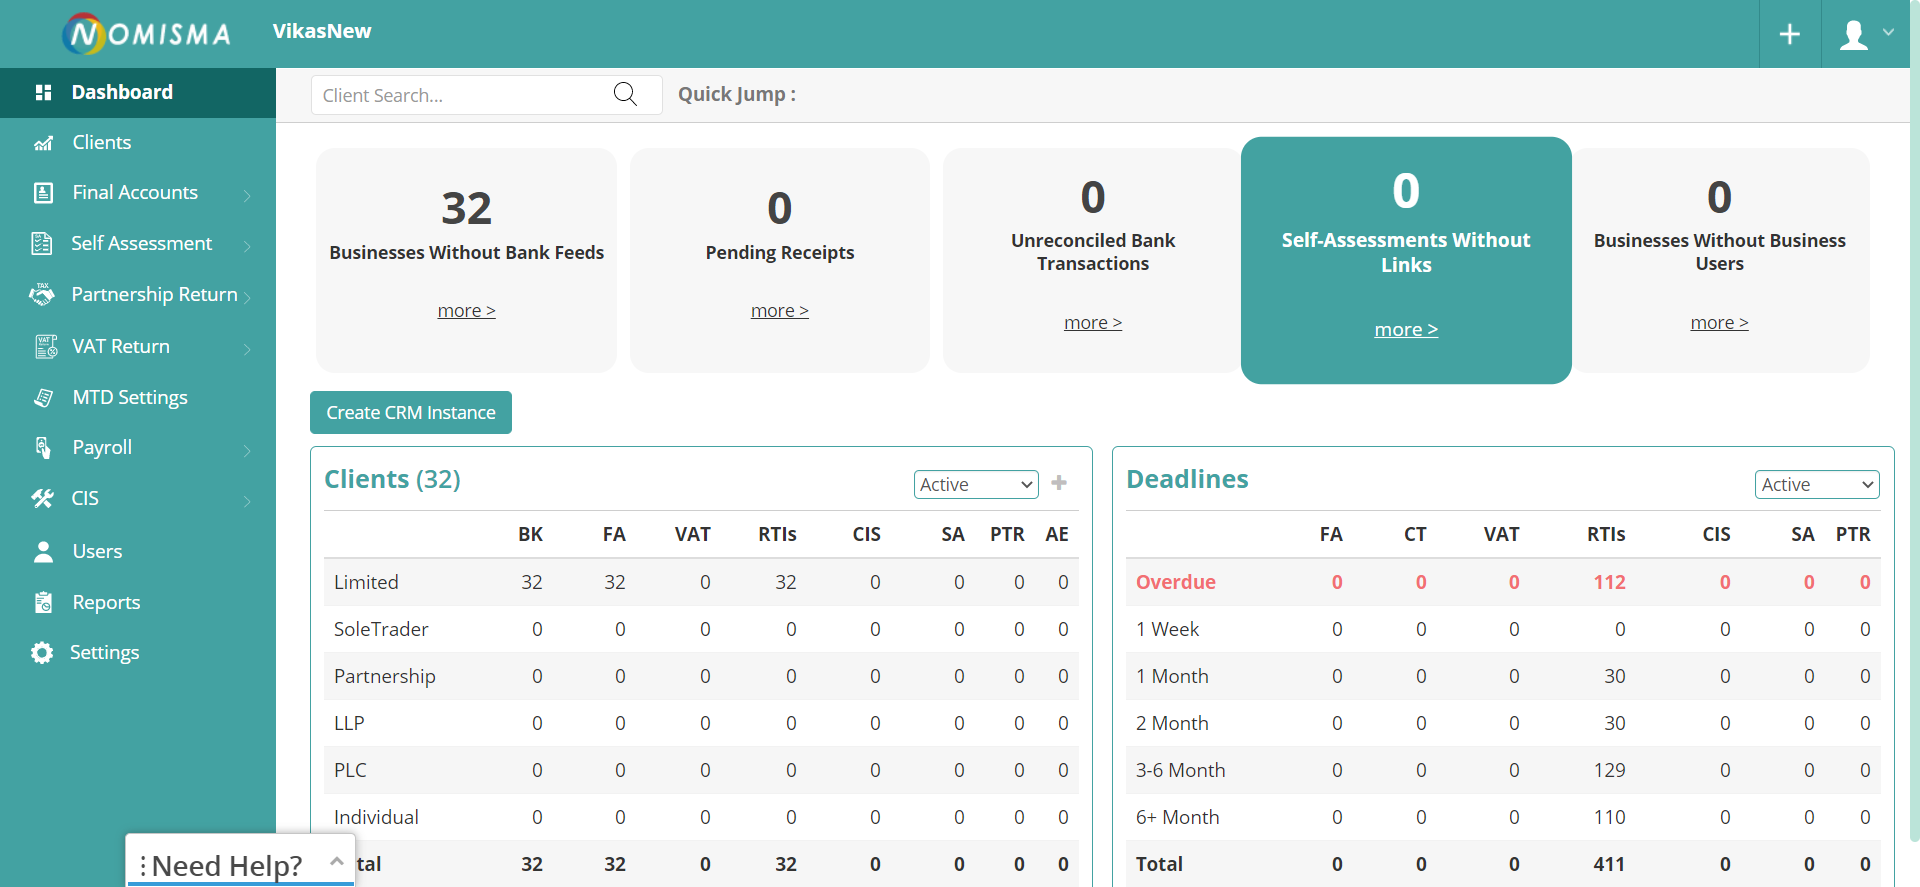 NOMISMA
VikasNew
Dashboard
Clients
Final Accounts
Self Assessment
Partnership Return
VAT Return
MTD Settings
Payroll
CIS
Users
Reports
Settings
Client Search...
Quick Jump :
32
Businesses Without Bank Feeds
more >
0
Pending Receipts
more >
0
Unreconciled Bank
Transactions
more >
0
Self-Assessments Without
Links
more >
0
Businesses Without Business
Users
more >
Create CRM Instance
Clients (32)
Active
BK FA VAT RTIs CIS SA PTR AE
Limited 32 32 0 32 0 0 0 0
SoleTrader 0 0 0 0 0 0 0 0
Partnership 0 0 0 0 0 0 0 0
LLP 0 0 0 0 0 0 0 0
PLC 0 0 0 0 0 0 0 0
Individual 0 0 0 0 0 0 0 0
tal 32 32 0 32 0 0 0 0
Deadlines
Active
FA CT VAT RTIs CIS SA PTR
Overdue 0 0 0 112 0 0 0
1 Week 0 0 0 0 0 0 0
1 Month 0 0 0 30 0 0 0
2 Month 0 0 0 30 0 0 0
3-6 Month 0 0 0 129 0 0 0
6+ Month 0 0 0 110 0 0 0
Total 0 0 0 411 0 0 0
Need Help?